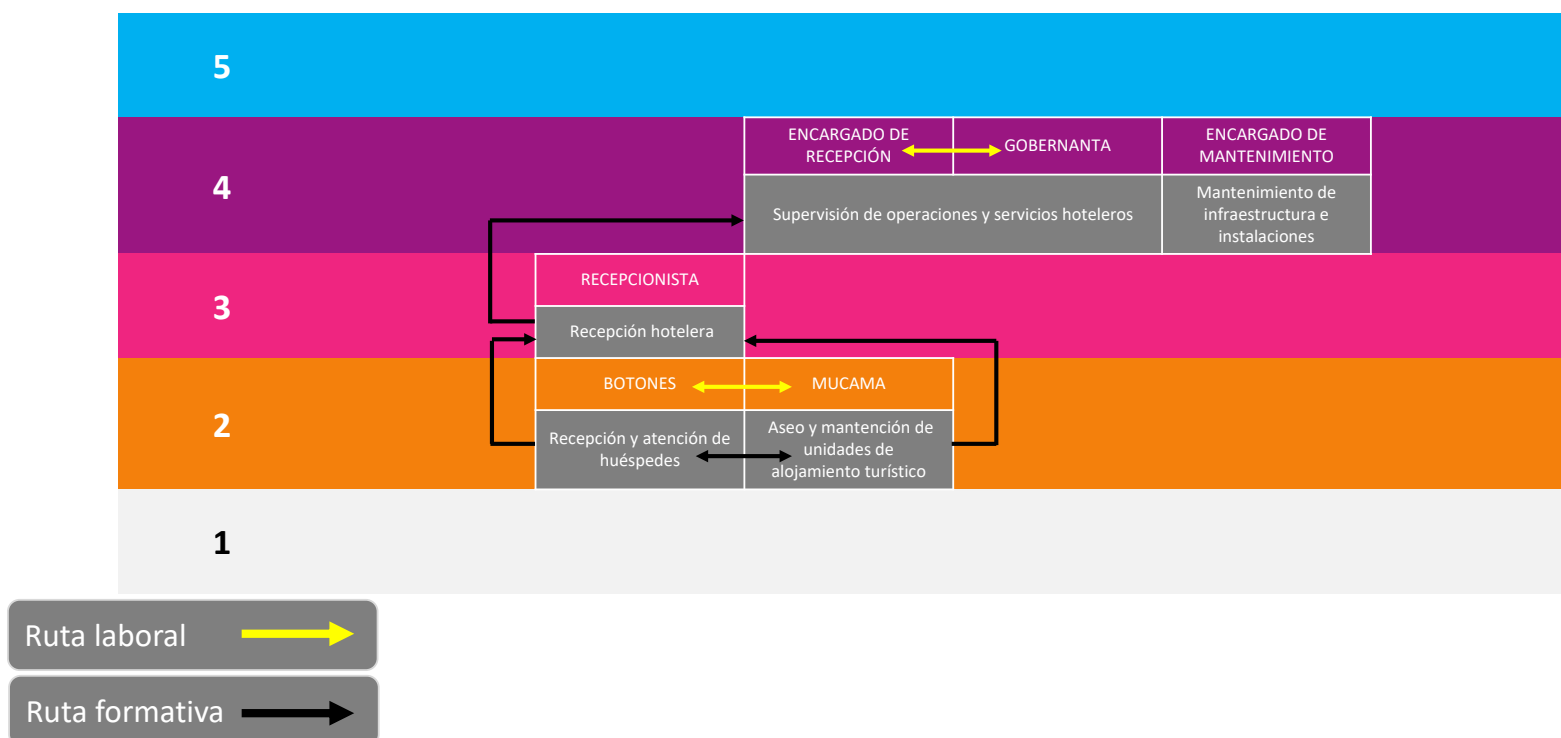 5
4
ENCARGADO DE
RECEPCIÓN
GOBERNANTA
ENCARGADO DE
MANTENIMIENTO
Supervisión de operaciones y servicios hoteleros
Mantenimiento de
infraestructura e
instalaciones
3
RECEPCIONISTA
Recepción hotelera
2
BOTONES
MUCAMA
Recepción y atención de
huéspedes
Aseo y mantención de
unidades de
alojamiento turístico
1
Ruta laboral
Ruta formativa